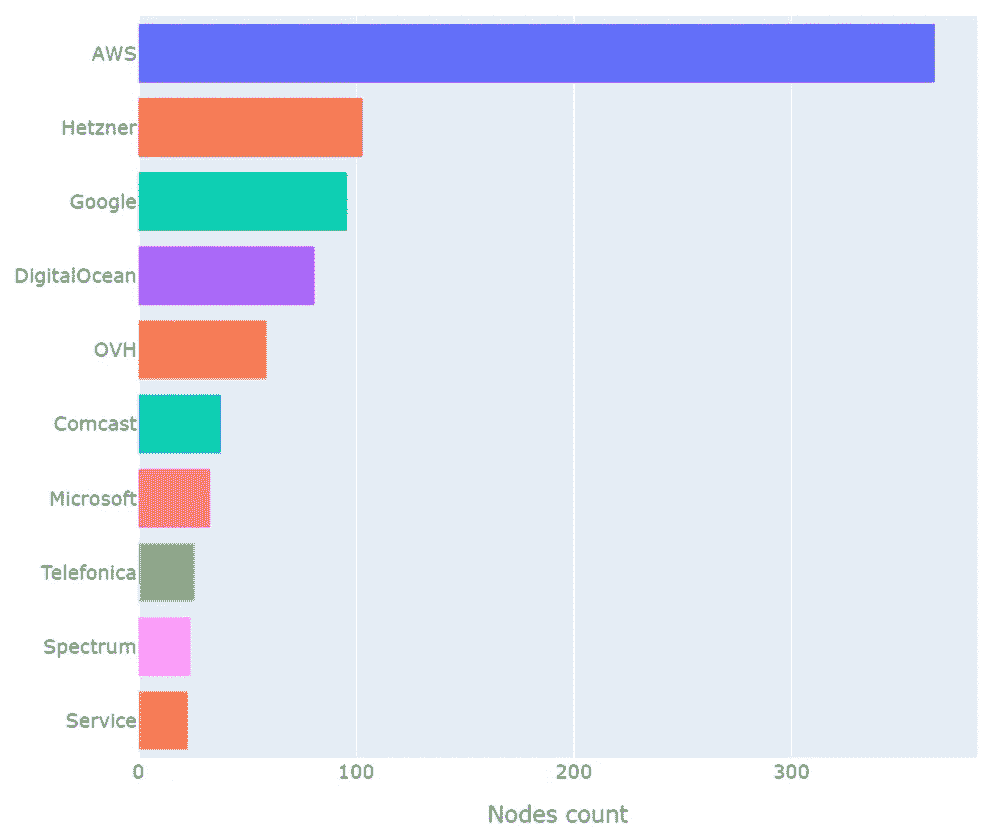 AWS
Hetzner
Google
DigitalOcean
OVH
Comcast
Microsoft
Telefonica
Spectrum
Service
0 100 200 300
Nodes count